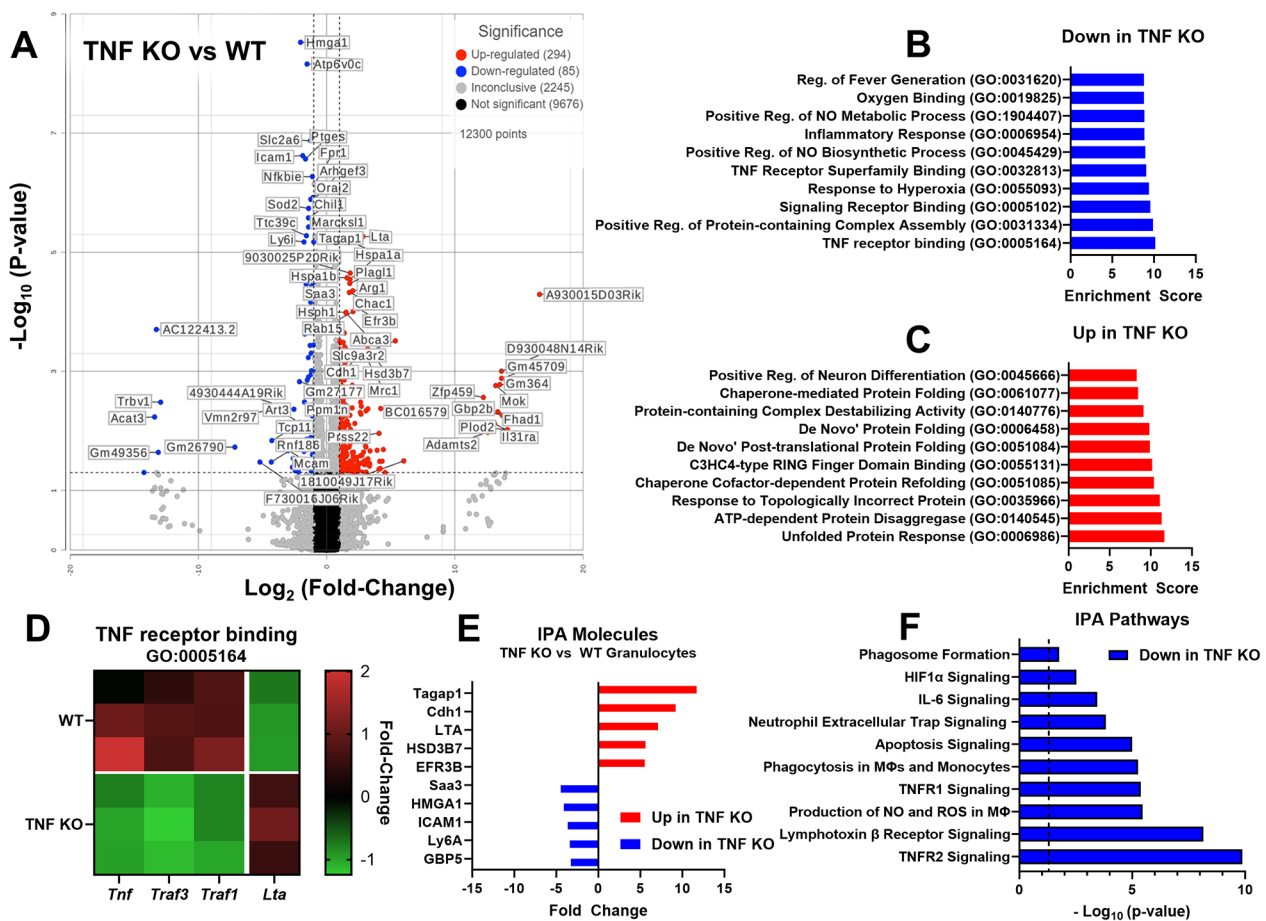 A
TNF KO vs WT
Significance
Up-regulated (294)
Down-regulated (85)
Inconclusive (2245)
Not significant (9676)
12300 points
Hmga1
Atp6v0c
Slc2a6
Ptges
Icam1
Fpr1
Nfkbie
Arhgef3
Orai2
Sod2
Chil1
Ttc39c
Marcksl1
Ly6i
Tagap1
Lta
9030025P20Rik
Hspa1a
Hspa1b
Plagl1
Saa3
Arg1
A930015D03Rik
Chac1
Hsph1
Efr3b
AC122413.2
Rab15
Abca3
Slc9a3r2
D930048N14Rik
Cdh1
Hsd3b7
Gm45709
Gm364
4930444A19Rik
Gm27177
Mrc1
Zfp459
Mok
Trbv1
Art3
Ppm1n
BC016579
Gbp2b
Acat3
Vmn2r97
Fhad1
Tcp11
Plod2
Prss22
Il31ra
Gm49356
Gm26790
Rnf186
Adamts2
Mcam
1810049J17Rik
F730016J06Rik
9
7
5
3
1
0
-20
-10
0
10
20
-Log10 (P-value)
Log2 (Fold-Change)
B
Down in TNF KO
Reg. of Fever Generation (GO:0031620)
Oxygen Binding (GO:0019825)
Positive Reg. of NO Metabolic Process (GO:1904407)
Inflammatory Response (GO:0006954)
Positive Reg. of NO Biosynthetic Process (GO:0045429)
TNF Receptor Superfamily Binding (GO:0032813)
Response to Hyperoxia (GO:0055093)
Signaling Receptor Binding (GO:0005102)
Positive Reg. of Protein-containing Complex Assembly (GO:0031334)
TNF receptor binding (GO:0005164)
0 5 10 15
Enrichment Score
C
Up in TNF KO
Positive Reg. of Neuron Differentiation (GO:0045666)
Chaperone-mediated Protein Folding (GO:0061077)
Protein-containing Complex Destabilizing Activity (GO:0140776)
De Novo' Protein Folding (GO:0006458)
De Novo' Post-translational Protein Folding (GO:0051084)
C3HC4-type RING Finger Domain Binding (GO:0055131)
Chaperone Cofactor-dependent Protein Refolding (GO:0051085)
Response to Topologically Incorrect Protein (GO:0035966)
ATP-dependent Protein Disaggregase (GO:0140545)
Unfolded Protein Response (GO:0006986)
0 5 10 15
Enrichment Score
D
TNF receptor binding
GO:0005164
WT
TNF KO
Tnf Traf3 Traf1 Lta
2
1
0
-1
Fold-Change
E
IPA Molecules
TNF KO vs WT Granulocytes
Tagap1
Cdh1
LTA
HSD3B7
EFR3B
Saa3
HMGA1
ICAM1
Ly6A
GBP5
Up in TNF KO
Down in TNF KO
-15 -10 -5 0 5 10 15
Fold Change
F
IPA Pathways
Down in TNF KO
Phagosome Formation
HIF1α Signaling
IL-6 Signaling
Neutrophil Extracellular Trap Signaling
Apoptosis Signaling
Phagocytosis in MΦs and Monocytes
TNFR1 Signaling
Production of NO and ROS in MΦ
Lymphotoxin β Receptor Signaling
TNFR2 Signaling
0 5 10
- Log10 (p-value)